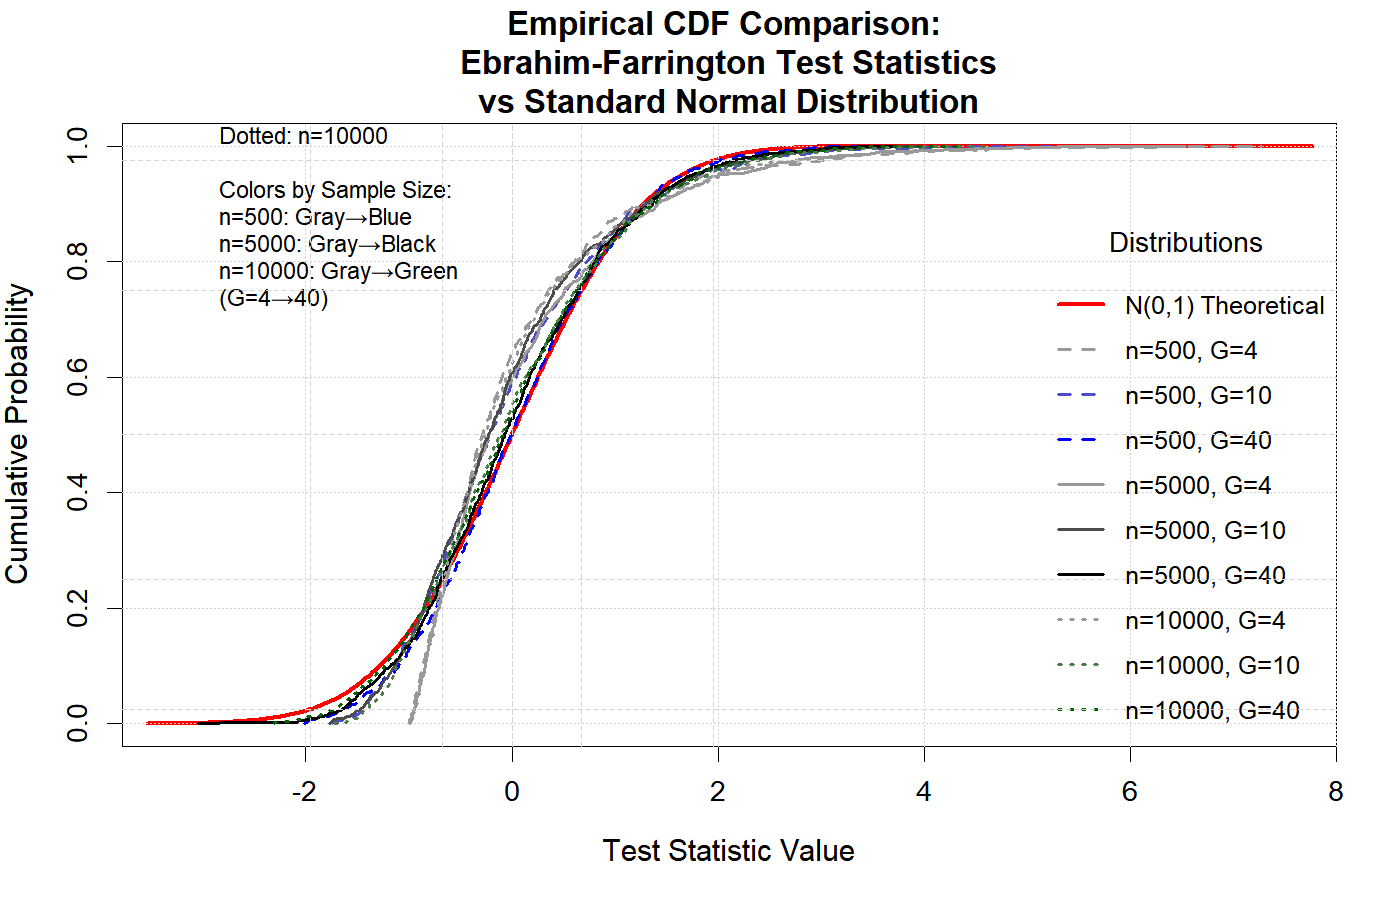 Empirical CDF Comparison:
Ebrahim-Farrington Test Statistics
vs Standard Normal Distribution
Dotted: n=10000
Colors by Sample Size:
n=500: Gray→Blue
n=5000: Gray→Black
n=10000: Gray→Green
(G=4→40)
Distributions
N(0,1) Theoretical
n=500, G=4
n=500, G=10
n=500, G=40
n=5000, G=4
n=5000, G=10
n=5000, G=40
n=10000, G=4
n=10000, G=10
n=10000, G=40
Cumulative Probability
1.0
0.8
0.6
0.4
0.2
0.0
-2
0
2
4
6
8
Test Statistic Value